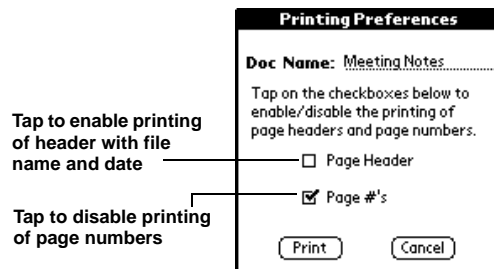 Printing Preferences
Doc Name: Meeting Notes
Tap on the checkboxes below to
enable/disable the printing of
page headers and page numbers.
Page Header
Page #'s
Print
Cancel
Tap to enable printing
of header with file
name and date
Tap to disable printing
of page numbers